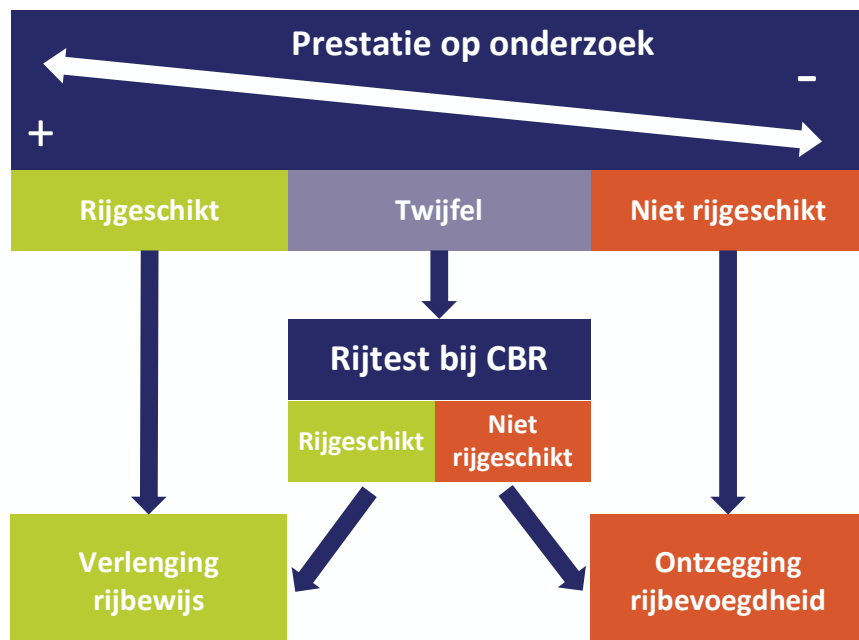 Prestatie op onderzoek
–
+
Rijgeschikt
Twijfel
Niet rijgeschikt
Rijtest bij CBR
Rijgeschikt
Niet
rijgeschikt
Verlenging
rijbewijs
Ontzegging
rijbevoegdheid